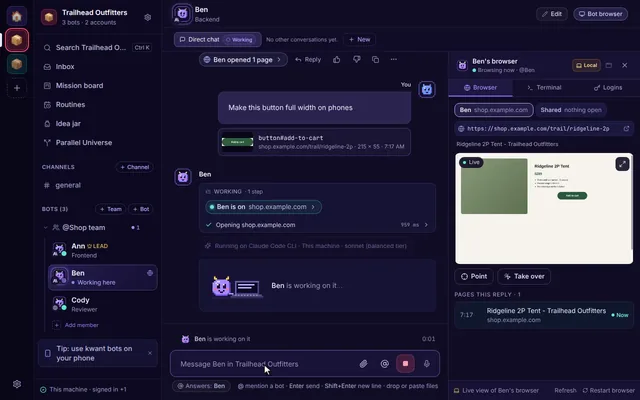 Trailhead Outfitters
3 bots · 2 accounts
Search Trailhead O... Ctrl K
Inbox
Mission board
Routines
Idea jar
Parallel Universe
CHANNELS
+ Channel
# general
BOTS (3)
+ Team
+ Bot
@Shop team
1
Ann
LEAD
Frontend
Ben
Working here
Cody
Reviewer
+ Add member
Tip: use kwant bots on
your phone
This machine · signed in +1
Ben
Backend
Edit
Bot browser
Direct chat
Working
No other conversations yet.
+ New
Ben opened 1 page
Reply
You
Make this button full width on phones
button#add-to-cart
shop.example.com/trail/ridgeline-2p · 215 × 55 · 7:17 AM
Ben
WORKING · 1 step
Ben is on shop.example.com
Opening shop.example.com
959 ms
Running on Claude Code CLI · This machine · sonnet (balanced tier)
Ben is working on it...
Ben is working on it
0:01
Message Ben in Trailhead Outfitters
@ Answers: Ben
@ mention a bot · Enter send · Shift+Enter new line · drop or paste files
Ben's browser
Browsing now · @Ben
Local
Browser
Terminal
Logins
Ben shop.example.com
Shared nothing open
https://shop.example.com/trail/ridgeline-2p
Ridgeline 2P Tent - Trailhead Outfitters
Live
Ridgeline 2P Tent
Point
Take over
PAGES THIS REPLY · 1
7:17
Ridgeline 2P Tent - Trailhead Outfitters
shop.example.com
Now
Live view of Ben's browser
Refresh
Restart browser